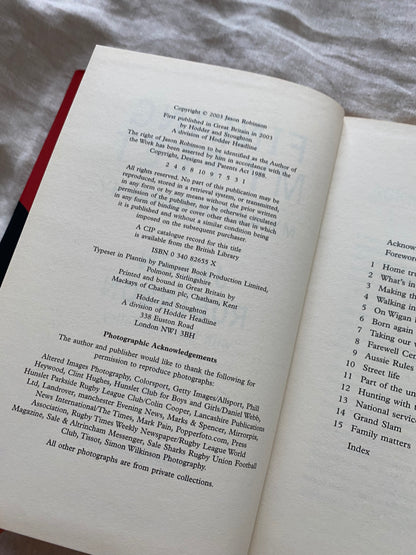 Copyright © 2003 Jason Robinson
First published in Great Britain in 2003
by Hodder and Stoughton
A division of Hodder Headline
The right of Jason Robinson to be identified as the Author of
the Work has been asserted by him in accordance with the
Copyright, Designs and Patents Act 1988.
2 4 6 8 10 9 7 5 3 1
All rights reserved. No part of this publication may be
reproduced, stored in a retrieval system, or transmitted,
in any form or by any means without the prior written
permission of the publisher, nor be otherwise circulated
in any form of binding or cover other than that in which
it is published and without a similar condition being
imposed on the subsequent purchaser.
A CIP catalogue record for this title
is available from the British Library
ISBN 0 340 82655 X
Typeset in Plantin by Palimpsest Book Production Limited,
Polmont, Stirlingshire
Printed and bound in Great Britain by
Mackays of Chatham plc, Chatham, Kent
Hodder and Stoughton
A division of Hodder Headline
338 Euston Road
London NW1 3BH
Photographic Acknowledgements
The author and publisher would like to thank the following for
permission to reproduce photographs:
Altered Images Photography, Colorsport, Getty Images/Allsport, Phil
Heywood, Clint Hughes, Hunslet Club for Boys and Girls/Daniel Webb,
Hunslet Parkside Rugby League Club/Colin Cooper, Lancashire Publications
Ltd, Landover, manchester Evening News, Marks & Spencer, Mirrorpix,
News International/The Times, Mark Pain, Popperfoto.com, Press
Association, Rugby Times Weekly Newspaper/Rugby League World
Magazine, Sale & Altrincham Messenger, Sale Sharks Rugby Union Football
Club, Tissot, Simon Wilkinson Photography.
All other photographs are from private collections.
Acknow
Forewor
1 Home tru
2 What's in
3 Making
4 Walking in
5 On Wigan
6 Born again
7 Taking our
8 Farewell Ce
9 Aussie Rules
10 Street life
11 Part of the un
12 Hunting with
13 National servic
14 Grand Slam
15 Family matters
Index